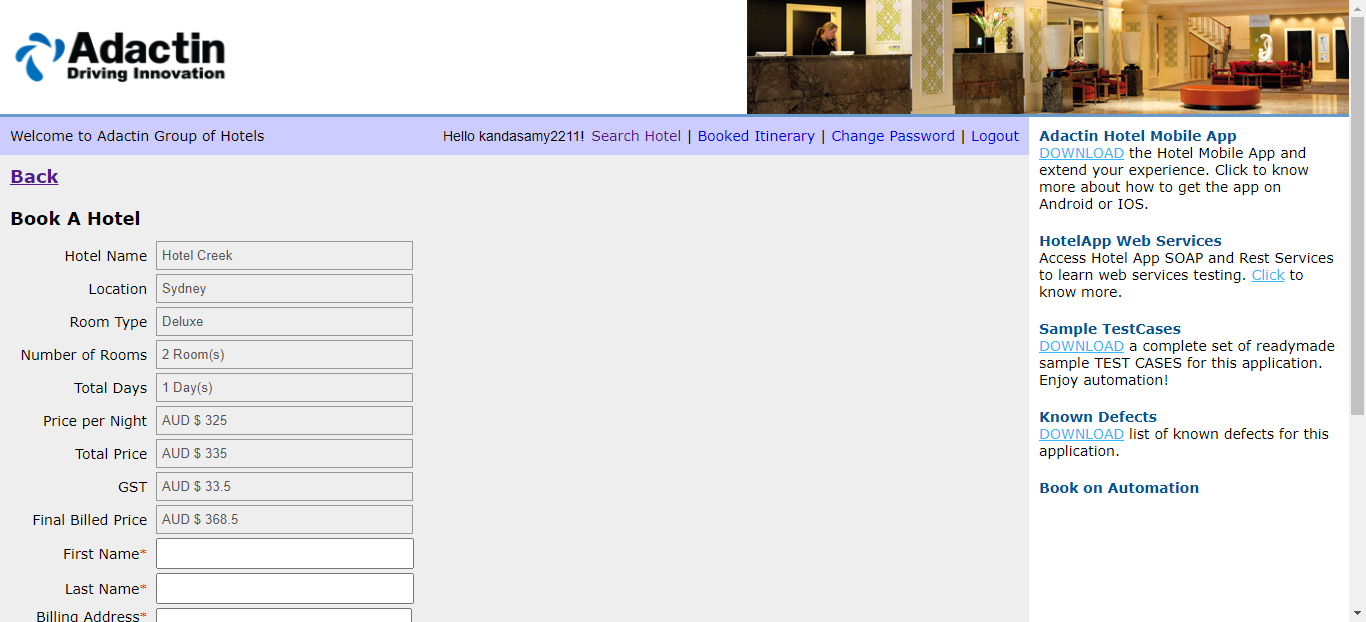 Adactin
Driving Innovation
Welcome to Adactin Group of Hotels
Hello kandasamy2211! Search Hotel | Booked Itinerary | Change Password | Logout
Back
Book A Hotel
Hotel Name Hotel Creek
Location Sydney
Room Type Deluxe
Number of Rooms 2 Room(s)
Total Days 1 Day(s)
Price per Night AUD $ 325
Total Price AUD $ 335
GST AUD $ 33.5
Final Billed Price AUD $ 368.5
First Name*
Last Name*
Billing Address*
Adactin Hotel Mobile App
DOWNLOAD the Hotel Mobile App and
extend your experience. Click to know
more about how to get the app on
Android or IOS.
HotelApp Web Services
Access Hotel App SOAP and Rest Services
to learn web services testing. Click to
know more.
Sample TestCases
DOWNLOAD a complete set of readymade
sample TEST CASES for this application.
Enjoy automation!
Known Defects
DOWNLOAD list of known defects for this
application.
Book on Automation